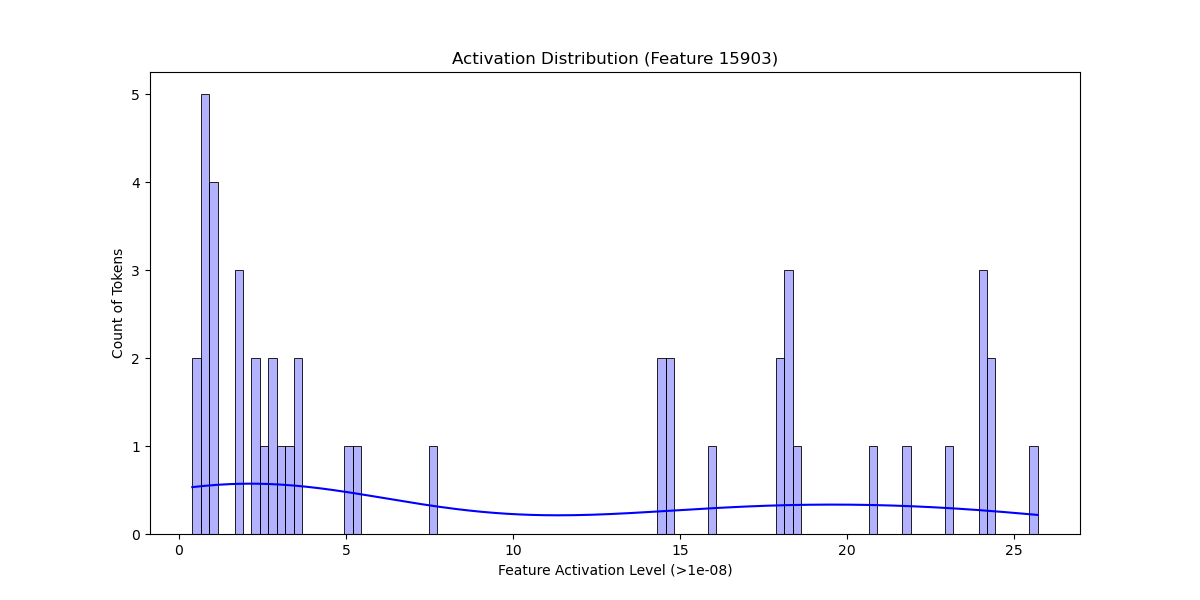 Activation Distribution (Feature 15903)
Count of Tokens
5
4
3
2
1
0
0 5 10 15 20 25
Feature Activation Level (>1e-08)